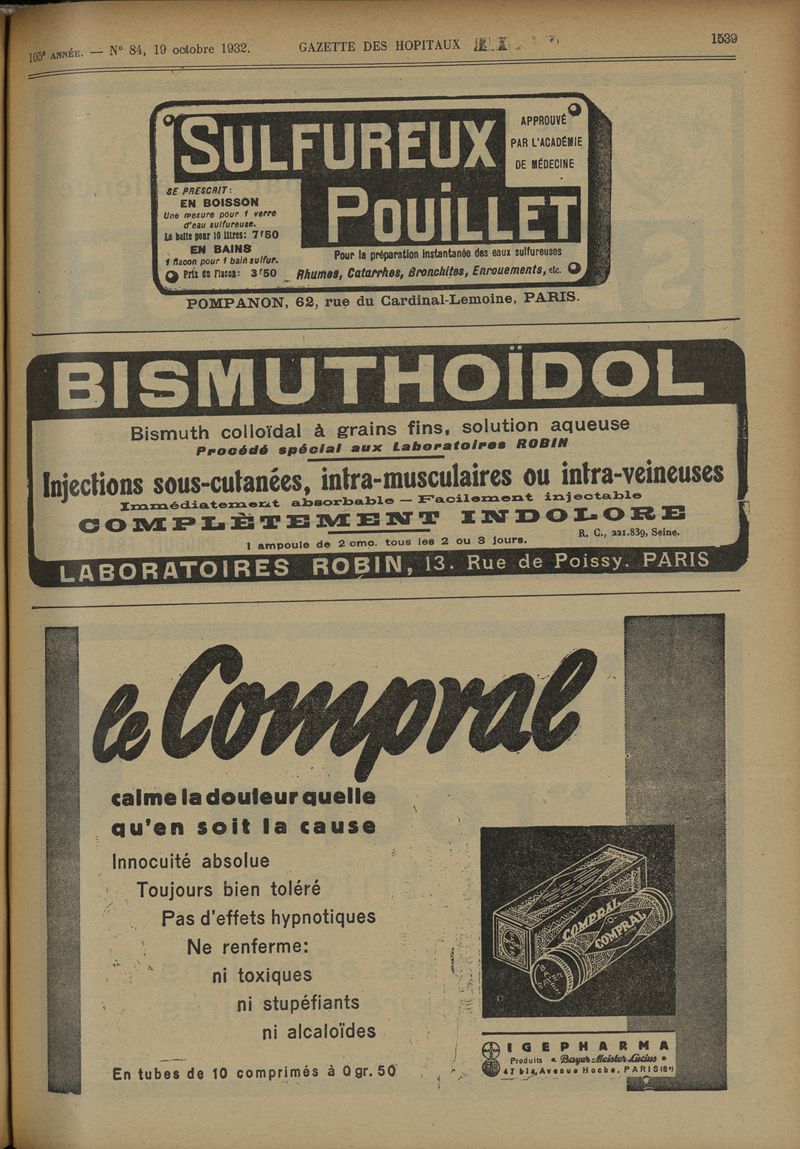 105e ANNÉE. — N° 84, 19 octobre 1932. GAZETTE DES HOPITAUX 1539
SULFUREUX
POUILLET
APPROUVÉ
PAR L'ACADÉMIE
DE MÉDECINE
SE PRESCRIT:
EN BOISSON
Une mesure pour 1 verre
d'eau sulfureuse.
La boîte pour 10 litres: 7f50
EN BAINS
1 flacon pour 1 bain sulfur.
Prix du Flacon: 3f50
Pour la préparation instantanée des eaux sulfureuses
Rhumes, Catarrhes, Bronchites, Enrouements, etc.
POMPANON, 62, rue du Cardinal-Lemoine, PARIS.
BISMUTHOÏDOL
Bismuth colloïdal à grains fins, solution aqueuse
Procédé spécial aux Laboratoires ROBIN
Injections sous-cutanées, intra-musculaires ou intra-veineuses
Immédiatement absorbable — Facilement injectable
COMPLÈTEMENT INDOLORE
1 ampoule de 2 cmc. tous les 2 ou 3 jours.
R. C., 221.839, Seine.
LABORATOIRES ROBIN, 13. Rue de Poissy. PARIS
le Compral
calme la douleur quelle
qu'en soit la cause
Innocuité absolue
Toujours bien toléré
Pas d'effets hypnotiques
Ne renferme:
ni toxiques
ni stupéfiants
ni alcaloïdes
En tubes de 10 comprimés à 0 gr. 50
COMPRAL
COMPRAL
IGEPHARMA
Produits « Bayer-Meister-Lucius »
47 bis, Avenue Hoche. PARIS (8e)